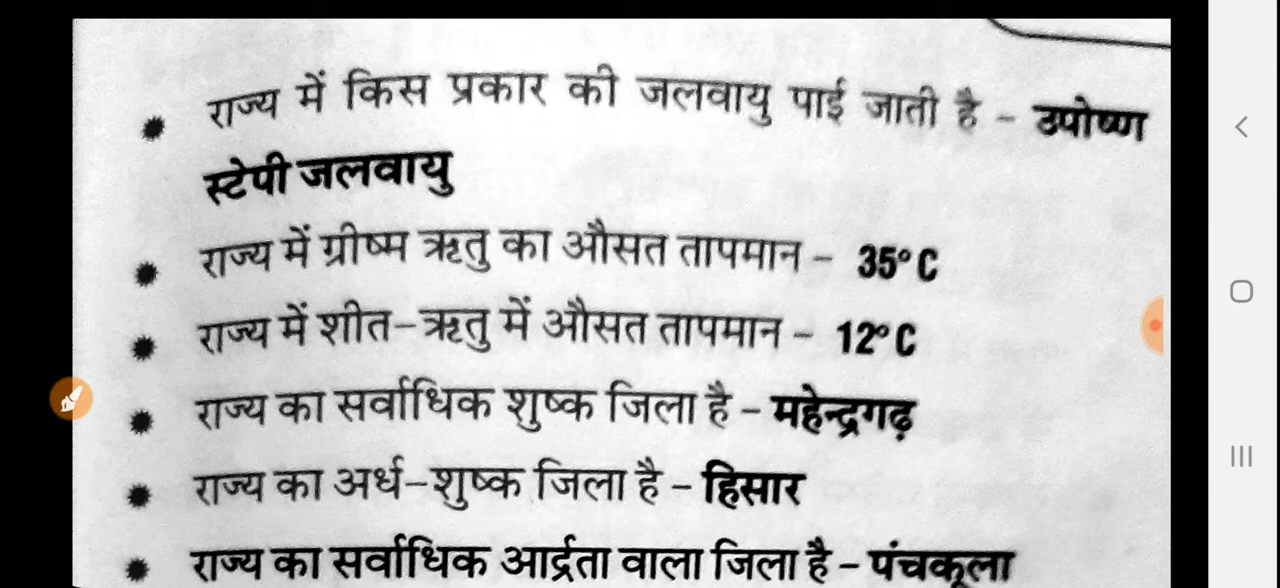 राज्य में किस प्रकार की जलवायु पाई जाती है - उपोष्ण
स्टेपी जलवायु
राज्य में ग्रीष्म ऋतु का औसत तापमान - 35°C
राज्य में शीत-ऋतु में औसत तापमान - 12°C
राज्य का सर्वाधिक शुष्क जिला है - महेन्द्रगढ़
राज्य का अर्ध-शुष्क जिला है - हिसार
राज्य का सर्वाधिक आर्द्रता वाला जिला है - पंचकूला